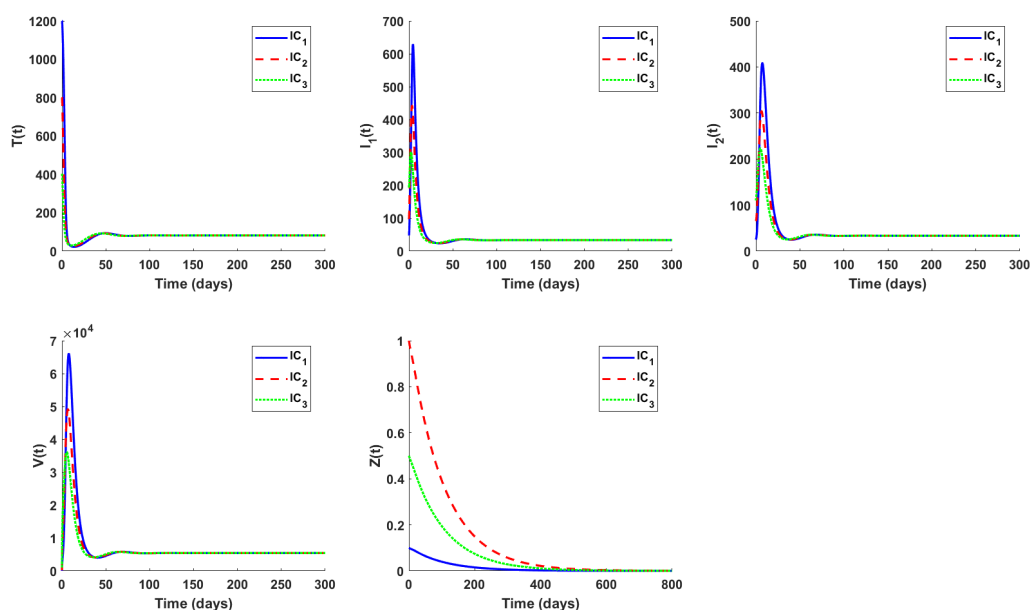 T(t)
1200
1000
800
600
400
200
0
0 50 100 150 200 250 300
Time (days)
IC1
IC2
IC3
I1(t)
700
600
500
400
300
200
100
0
0 50 100 150 200 250 300
Time (days)
IC1
IC2
IC3
I2(t)
500
400
300
200
100
0
0 50 100 150 200 250 300
Time (days)
IC1
IC2
IC3
V(t)
×10^4
7
6
5
4
3
2
1
0
0 50 100 150 200 250 300
Time (days)
IC1
IC2
IC3
Z(t)
1
0.8
0.6
0.4
0.2
0
0 200 400 600 800
Time (days)
IC1
IC2
IC3